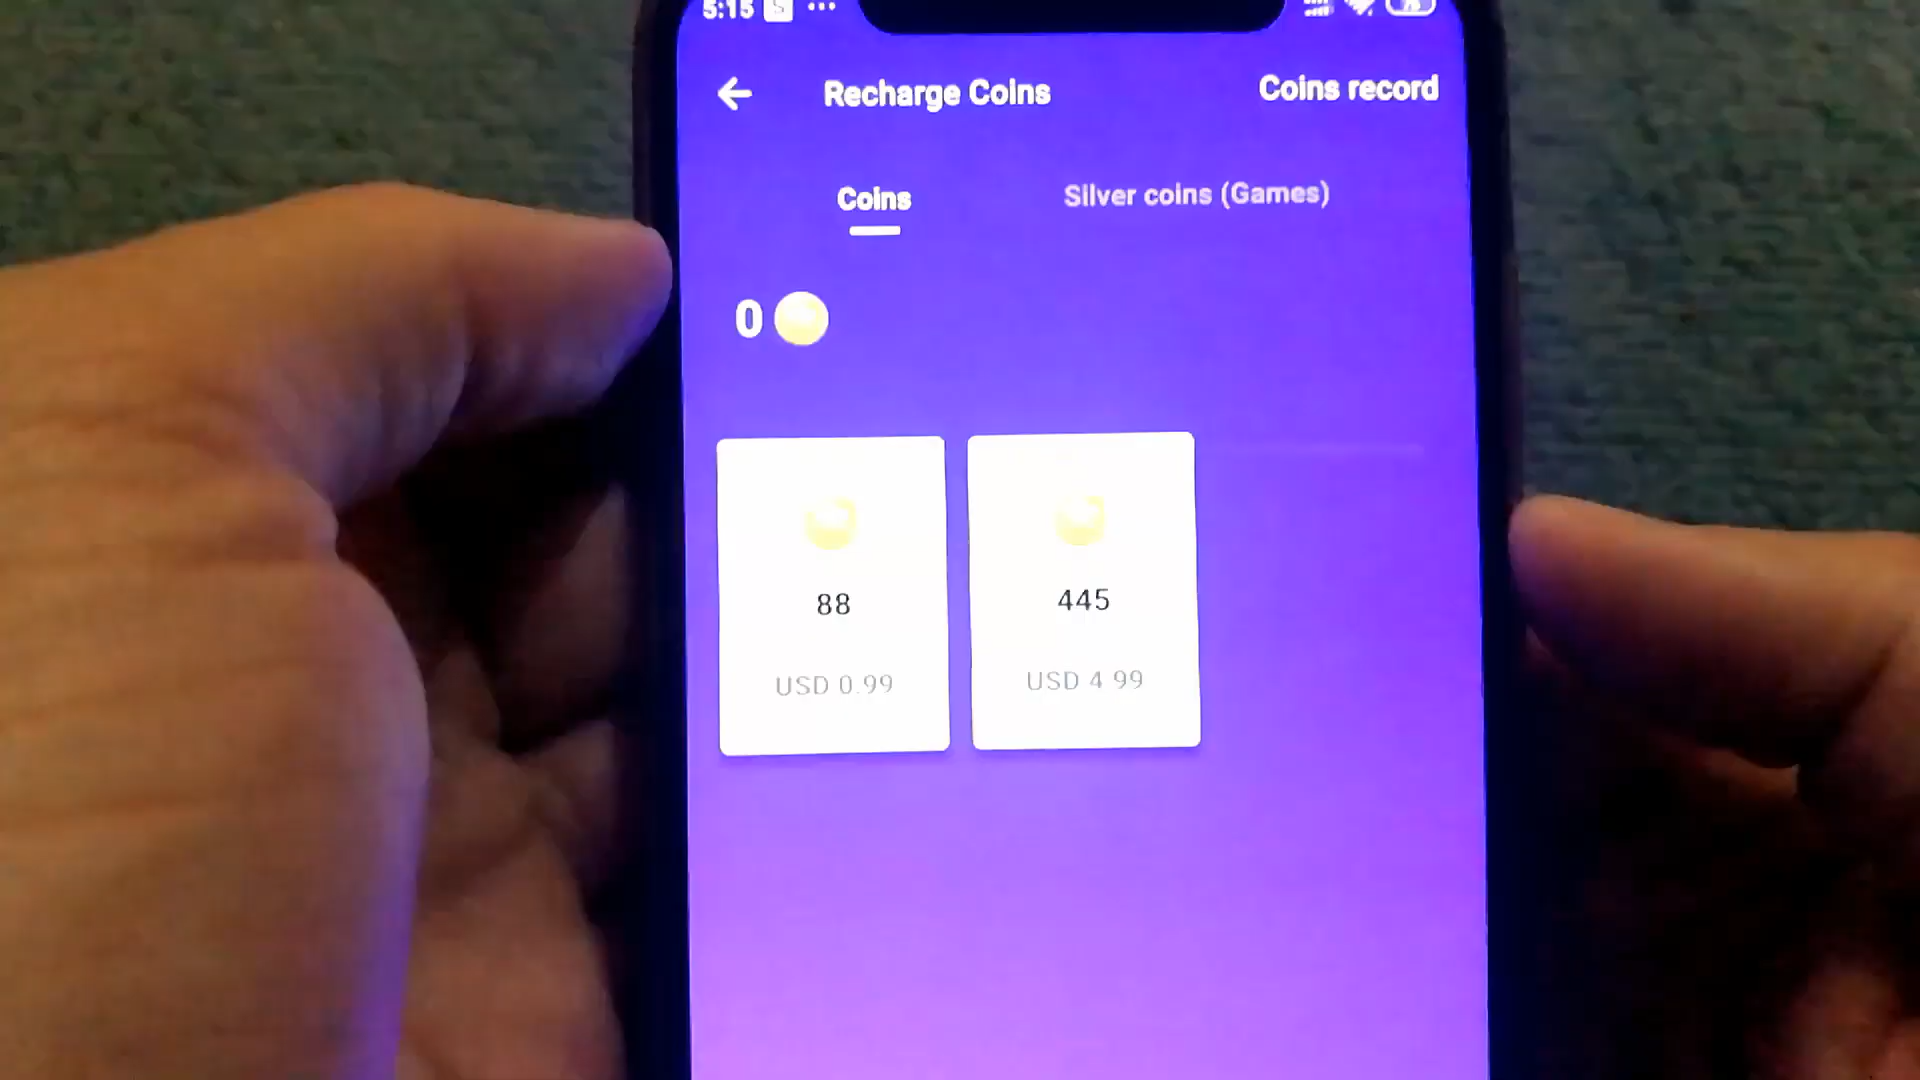 5:15 S ...
Recharge Coins
Coins record
Coins
Silver coins (Games)
0
88
445
USD 0.99
USD 4 99